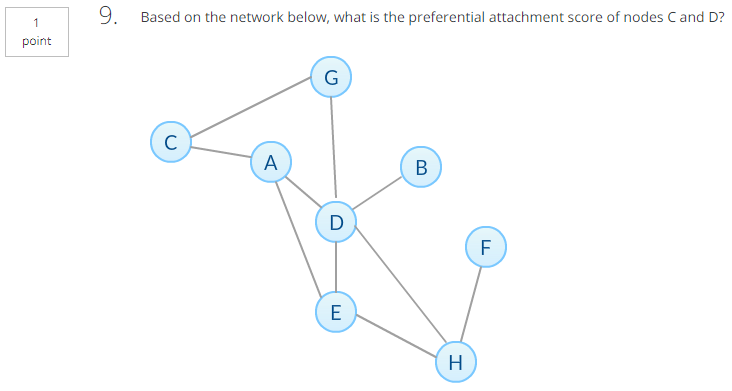 1
point
9. Based on the network below, what is the preferential attachment score of nodes C and D?
G
C
A
B
D
F
E
H